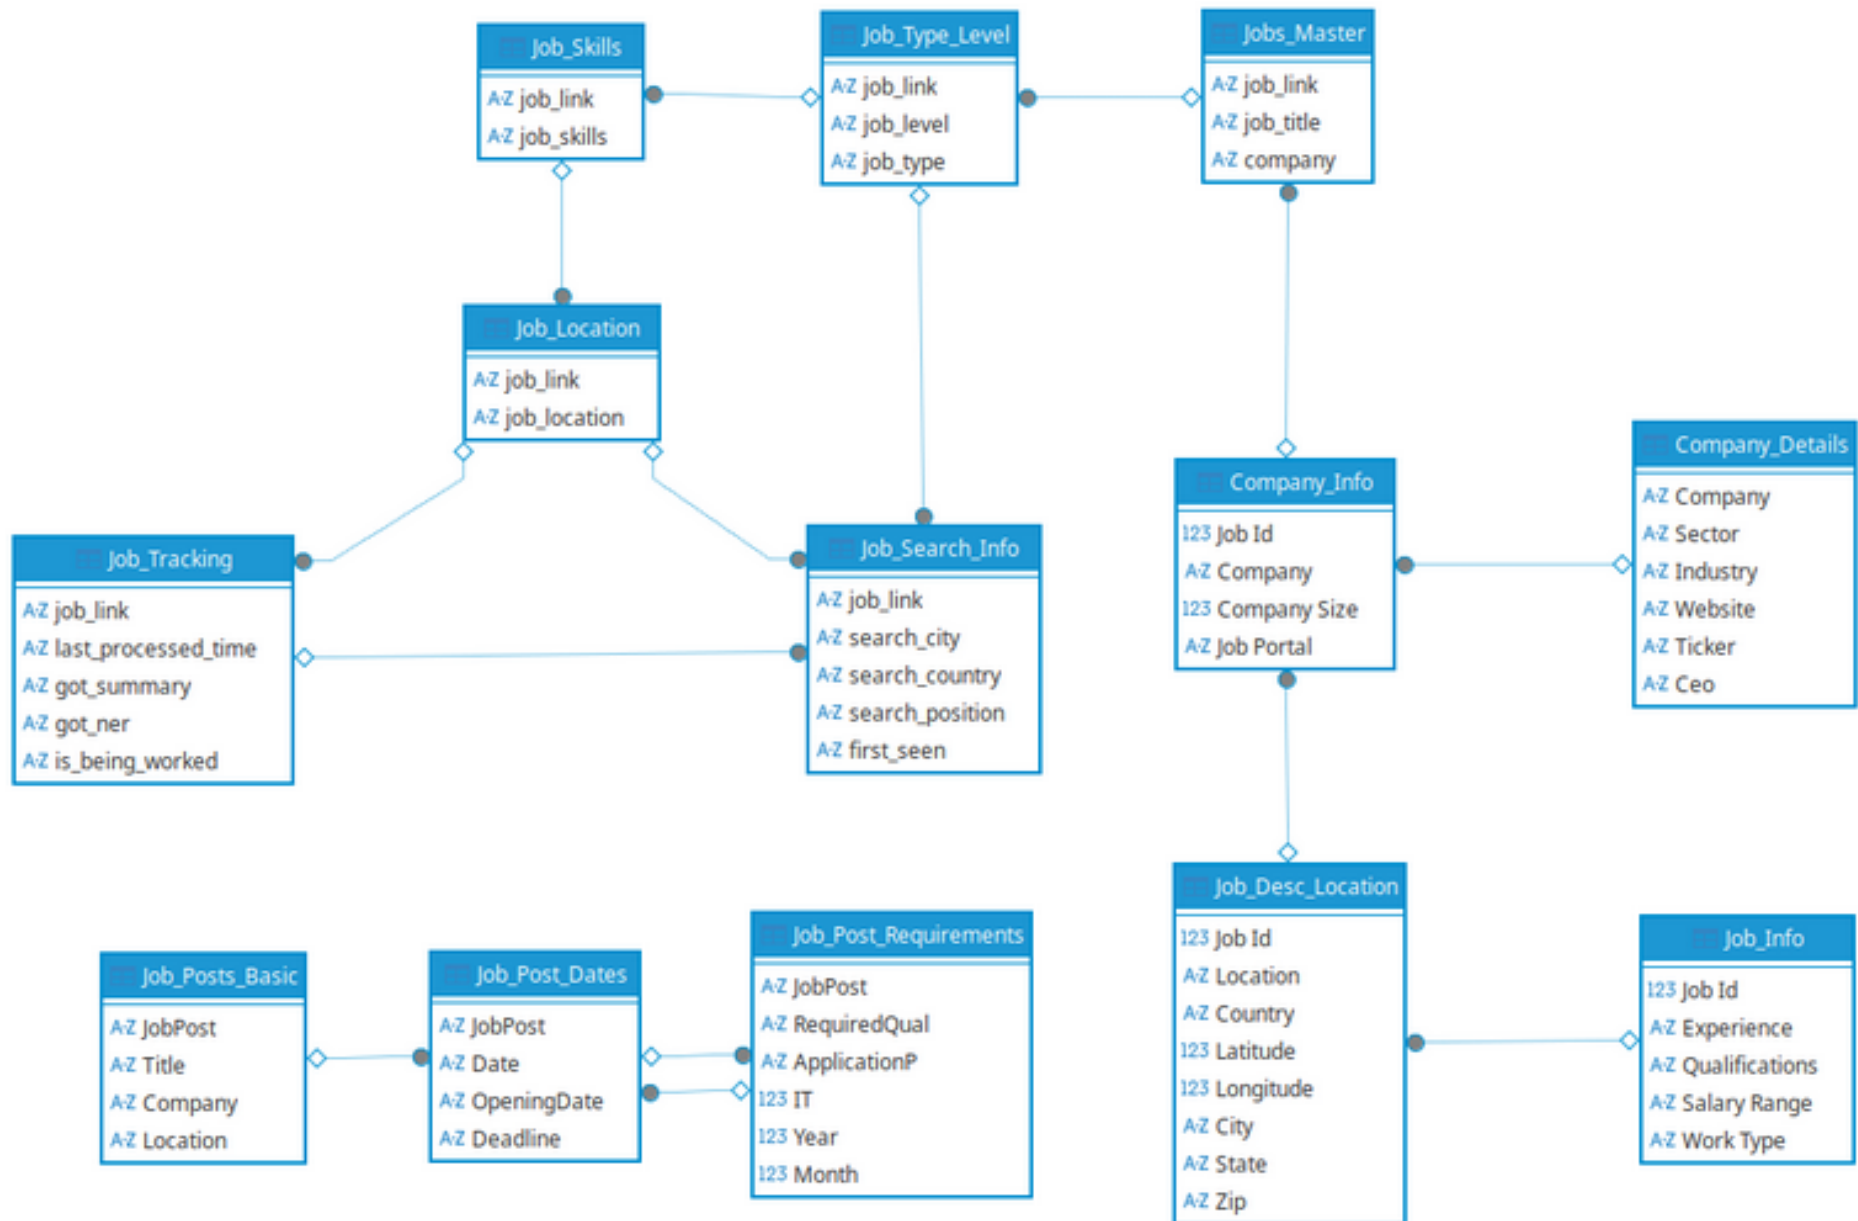 Job_Skills
A-Z job_link
A-Z job_skills
Job_Type_Level
A-Z job_link
A-Z job_level
A-Z job_type
Jobs_Master
A-Z job_link
A-Z job_title
A-Z company
Job_Location
A-Z job_link
A-Z job_location
Job_Tracking
A-Z job_link
A-Z last_processed_time
A-Z got_summary
A-Z got_ner
A-Z is_being_worked
Job_Search_Info
A-Z job_link
A-Z search_city
A-Z search_country
A-Z search_position
A-Z first_seen
Company_Info
123 Job Id
A-Z Company
123 Company Size
A-Z Job Portal
Company_Details
A-Z Company
A-Z Sector
A-Z Industry
A-Z Website
A-Z Ticker
A-Z Ceo
Job_Posts_Basic
A-Z JobPost
A-Z Title
A-Z Company
A-Z Location
Job_Post_Dates
A-Z JobPost
A-Z Date
A-Z OpeningDate
A-Z Deadline
Job_Post_Requirements
A-Z JobPost
A-Z RequiredQual
A-Z ApplicationP
123 IT
123 Year
123 Month
Job_Desc_Location
123 Job Id
A-Z Location
A-Z Country
123 Latitude
123 Longitude
A-Z City
A-Z State
A-Z Zip
Job_Info
123 Job Id
A-Z Experience
A-Z Qualifications
A-Z Salary Range
A-Z Work Type